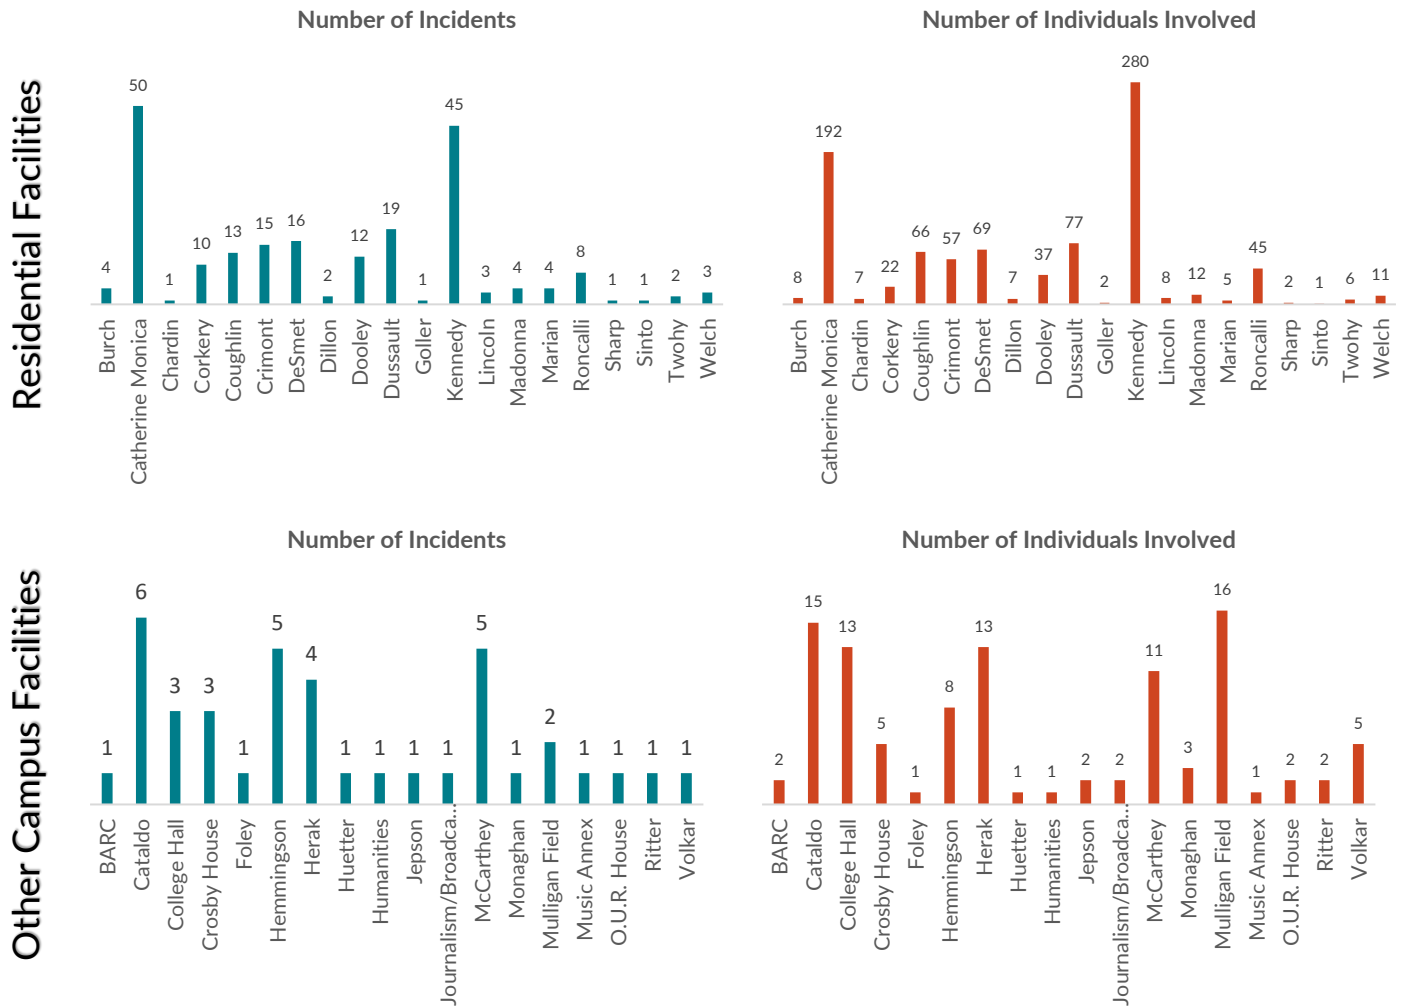 Number of Incidents
Number of Individuals Involved
Residential Facilities
50
45
19
16
15
13
12
10
8
4
1
2
1
3
4
4
1
1
2
3
Burch
Catherine Monica
Chardin
Corkery
Coughlin
Crimont
DeSmet
Dillon
Dooley
Dussault
Goller
Kennedy
Lincoln
Madonna
Marian
Roncalli
Sharp
Sinto
Twohy
Welch
280
192
77
69
66
57
45
37
22
8
7
7
2
8
12
5
2
1
6
11
Burch
Catherine Monica
Chardin
Corkery
Coughlin
Crimont
DeSmet
Dillon
Dooley
Dussault
Goller
Kennedy
Lincoln
Madonna
Marian
Roncalli
Sharp
Sinto
Twohy
Welch
Number of Incidents
Number of Individuals Involved
Other Campus Facilities
1
6
3
3
1
5
4
1
1
1
1
5
1
2
1
1
1
1
BARC
Cataldo
College Hall
Crosby House
Foley
Hemmingson
Herak
Huetter
Humanities
Jepson
Journalism/Broadca...
McCarthey
Monaghan
Mulligan Field
Music Annex
O.U.R. House
Ritter
Volkar
2
15
13
5
1
8
13
1
1
2
2
11
3
16
1
2
2
5
BARC
Cataldo
College Hall
Crosby House
Foley
Hemmingson
Herak
Huetter
Humanities
Jepson
Journalism/Broadca...
McCarthey
Monaghan
Mulligan Field
Music Annex
O.U.R. House
Ritter
Volkar